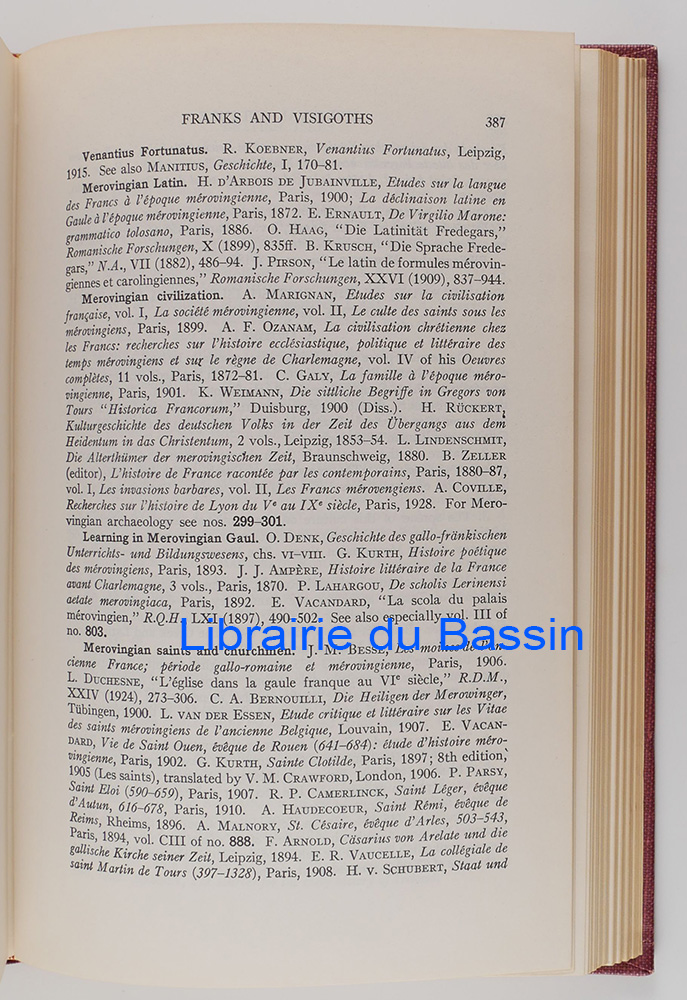 FRANKS AND VISIGOTHS 387
Venantius Fortunatus. R. KOEBNER, Venantius Fortunatus, Leipzig,
1915. See also MANITIUS, Geschichte, I, 170–81.
Merovingian Latin. H. D'ARBOIS DE JUBAINVILLE, Etudes sur la langue
des Francs à l'époque mérovingienne, Paris, 1900; La déclinaison latine en
Gaule à l'époque mérovingienne, Paris, 1872. E. ERNAULT, De Virgilio Marone:
grammatico tolosano, Paris, 1886. O. HAAG, "Die Latinität Fredegars,"
Romanische Forschungen, X (1899), 835ff. B. KRUSCH, "Die Sprache Frede-
gars," N.A., VII (1882), 486–94. J. PIRSON, "Le latin de formules mérovin-
giennes et carolingiennes," Romanische Forschungen, XXVI (1909), 837–944.
Merovingian civilization. A. MARIGNAN, Etudes sur la civilisation
française, vol. I, La société mérovingienne, vol. II, Le culte des saints sous les
mérovingiens, Paris, 1899. A. F. OZANAM, La civilisation chrétienne chez
les Francs: recherches sur l'histoire ecclésiastique, politique et littéraire des
temps mérovingiens et sur le règne de Charlemagne, vol. IV of his Oeuvres
complètes, 11 vols., Paris, 1872–81. C. GALY, La famille à l'époque méro-
vingienne, Paris, 1901. K. WEIMANN, Die sittliche Begriffe in Gregors von
Tours "Historica Francorum," Duisburg, 1900 (Diss.). H. RÜCKERT,
Kulturgeschichte des deutschen Volks in der Zeit des Übergangs aus dem
Heidentum in das Christentum, 2 vols., Leipzig, 1853–54. L. LINDENSCHMIT,
Die Alterthümer der merovingischen Zeit, Braunschweig, 1880. B. ZELLER
(editor), L'histoire de France racontée par les contemporains, Paris, 1880–87,
vol. I, Les invasions barbares, vol. II, Les Francs mérovengiens. A. COVILLE,
Recherches sur l'histoire de Lyon du Ve au IXe siècle, Paris, 1928. For Mero-
vingian archaeology see nos. 299–301.
Learning in Merovingian Gaul. O. DENK, Geschichte des gallo-fränkischen
Unterrichts- und Bildungswesens, chs. VI–VIII. G. KURTH, Histoire poétique
des mérovingiens, Paris, 1893. J. J. AMPÈRE, Histoire littéraire de la France
avant Charlemagne, 3 vols., Paris, 1870. P. LAHARGOU, De scholis Lerinensi
aetate merovingiaca, Paris, 1892. E. VACANDARD, "La scola du palais
mérovingien," R.Q.H., LXI (1897), 490–502. See also especially vol. III of
no. 803.
Librairie du Bassin
Merovingian saints and churchmen. J. M. BESSE, Les moines de l'an-
cienne France; période gallo-romaine et mérovingienne, Paris, 1906.
L. DUCHESNE, "L'église dans la gaule franque au VIe siècle," R.D.M.,
XXIV (1924), 273–306. C. A. BERNOUILLI, Die Heiligen der Merowinger,
Tübingen, 1900. L. VAN DER ESSEN, Etude critique et littéraire sur les Vitae
des saints mérovingiens de l'ancienne Belgique, Louvain, 1907. E. VACAN-
DARD, Vie de Saint Ouen, évêque de Rouen (641–684): étude d'histoire méro-
vingienne, Paris, 1902. G. KURTH, Sainte Clotilde, Paris, 1897; 8th edition,
1905 (Les saints), translated by V. M. CRAWFORD, London, 1906. P. PARSY,
Saint Eloi (590–659), Paris, 1907. R. P. CAMERLINCK, Saint Léger, évêque
d'Autun, 616–678, Paris, 1910. A. HAUDECOEUR, Saint Rémi, évêque de
Reims, Rheims, 1896. A. MALNORY, St. Césaire, évêque d'Arles, 503–543,
Paris, 1894, vol. CIII of no. 888. F. ARNOLD, Cäsarius von Arelate und die
gallische Kirche seiner Zeit, Leipzig, 1894. E. R. VAUCELLE, La collégiale de
saint Martin de Tours (397–1328), Paris, 1908. H. v. SCHUBERT, Staat und